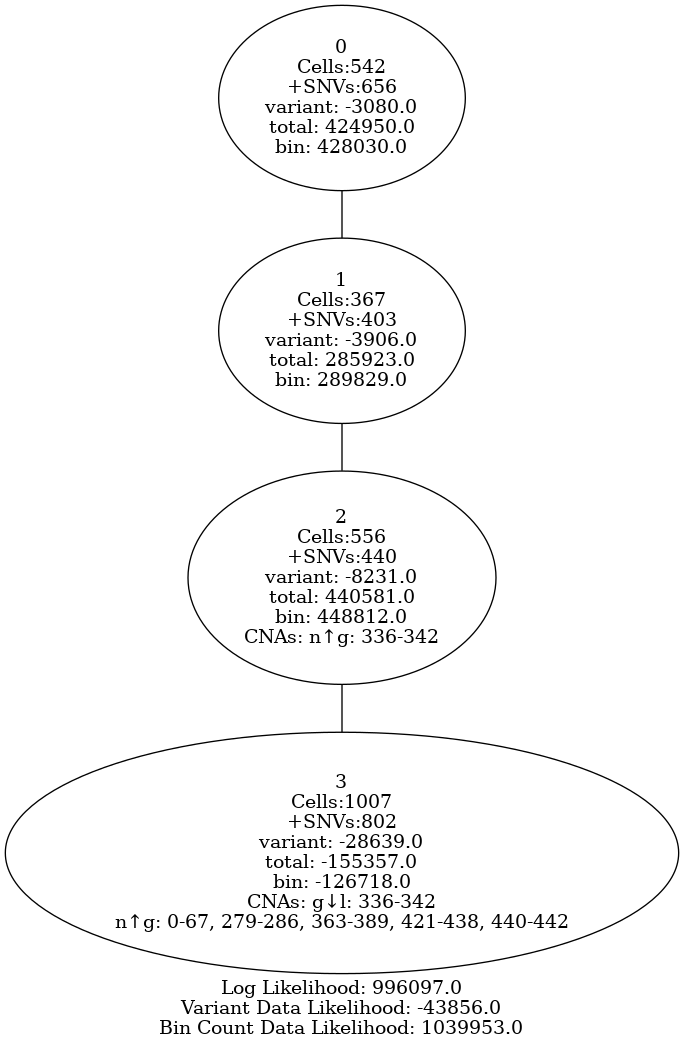 0
Cells:542
+SNVs:656
variant: -3080.0
total: 424950.0
bin: 428030.0
1
Cells:367
+SNVs:403
variant: -3906.0
total: 285923.0
bin: 289829.0
2
Cells:556
+SNVs:440
variant: -8231.0
total: 440581.0
bin: 448812.0
CNAs: n↑g: 336-342
3
Cells:1007
+SNVs:802
variant: -28639.0
total: -155357.0
bin: -126718.0
CNAs: g↓l: 336-342
n↑g: 0-67, 279-286, 363-389, 421-438, 440-442
Log Likelihood: 996097.0
Variant Data Likelihood: -43856.0
Bin Count Data Likelihood: 1039953.0